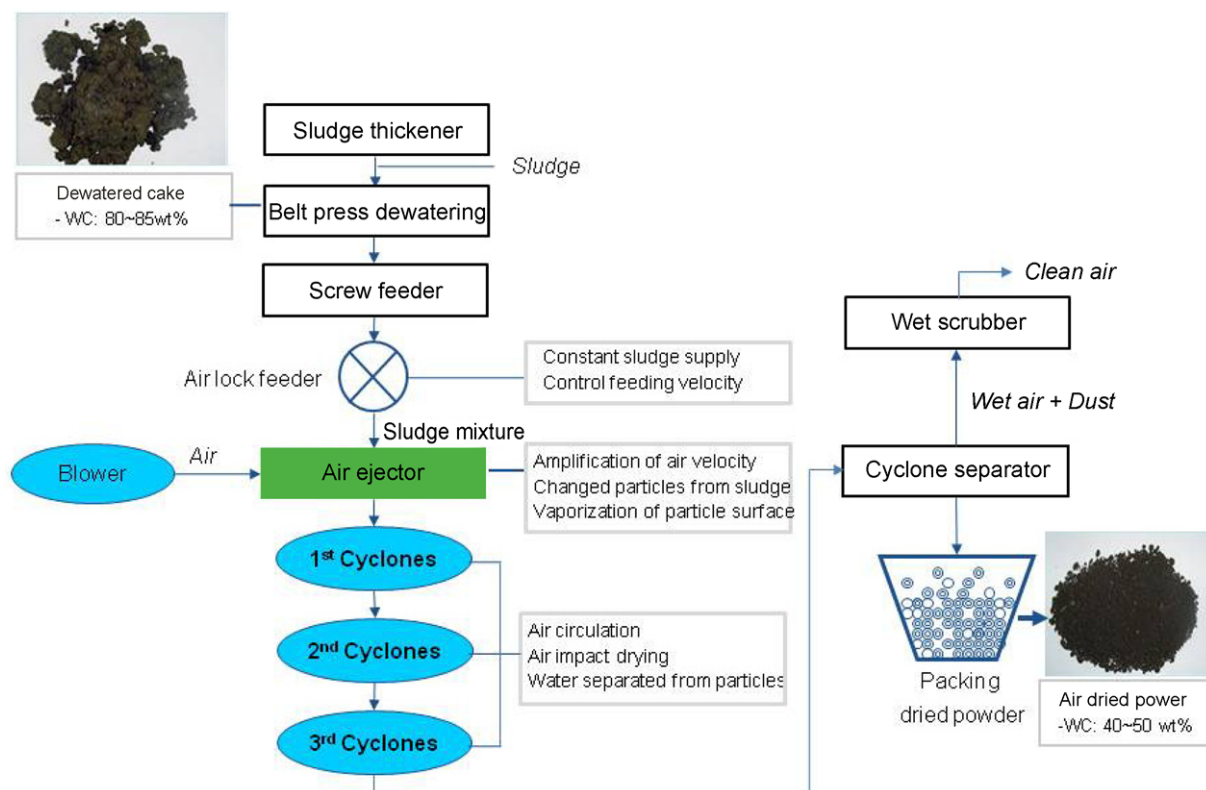 Sludge thickener
Sludge
Dewatered cake
- WC: 80~85wt%
Belt press dewatering
Screw feeder
Air lock feeder
Constant sludge supply
Control feeding velocity
Sludge mixture
Blower
Air
Air ejector
Amplification of air velocity
Changed particles from sludge
Vaporization of particle surface
1st Cyclones
2nd Cyclones
3rd Cyclones
Air circulation
Air impact drying
Water separated from particles
Clean air
Wet scrubber
Wet air + Dust
Cyclone separator
Packing
dried powder
Air dried power
-WC: 40~50 wt%